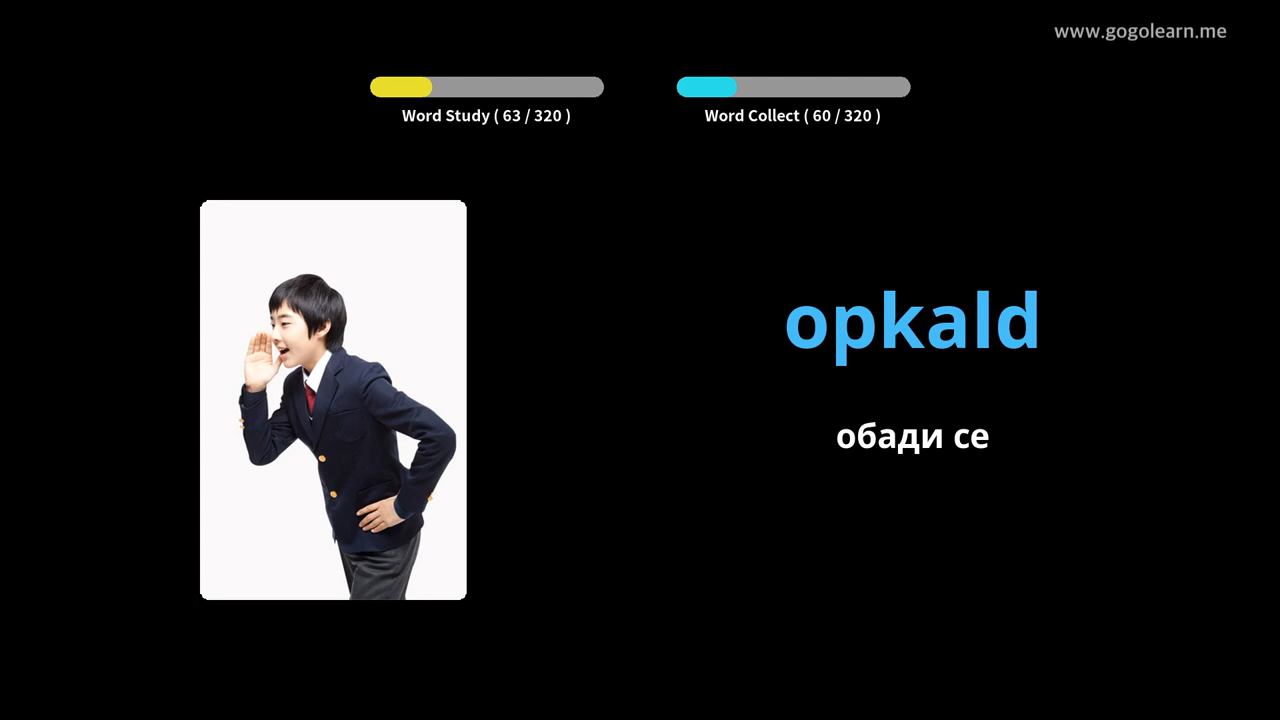 www.gogolearn.me
Word Study ( 63 / 320 )
Word Collect ( 60 / 320 )
opkald
обади се